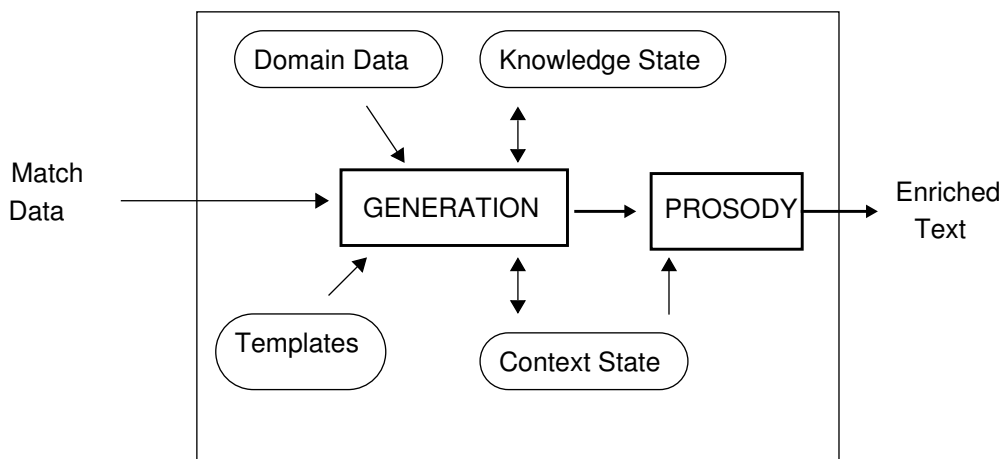 Domain Data
Knowledge State
Match
Data
GENERATION
PROSODY
Enriched
Text
Templates
Context State